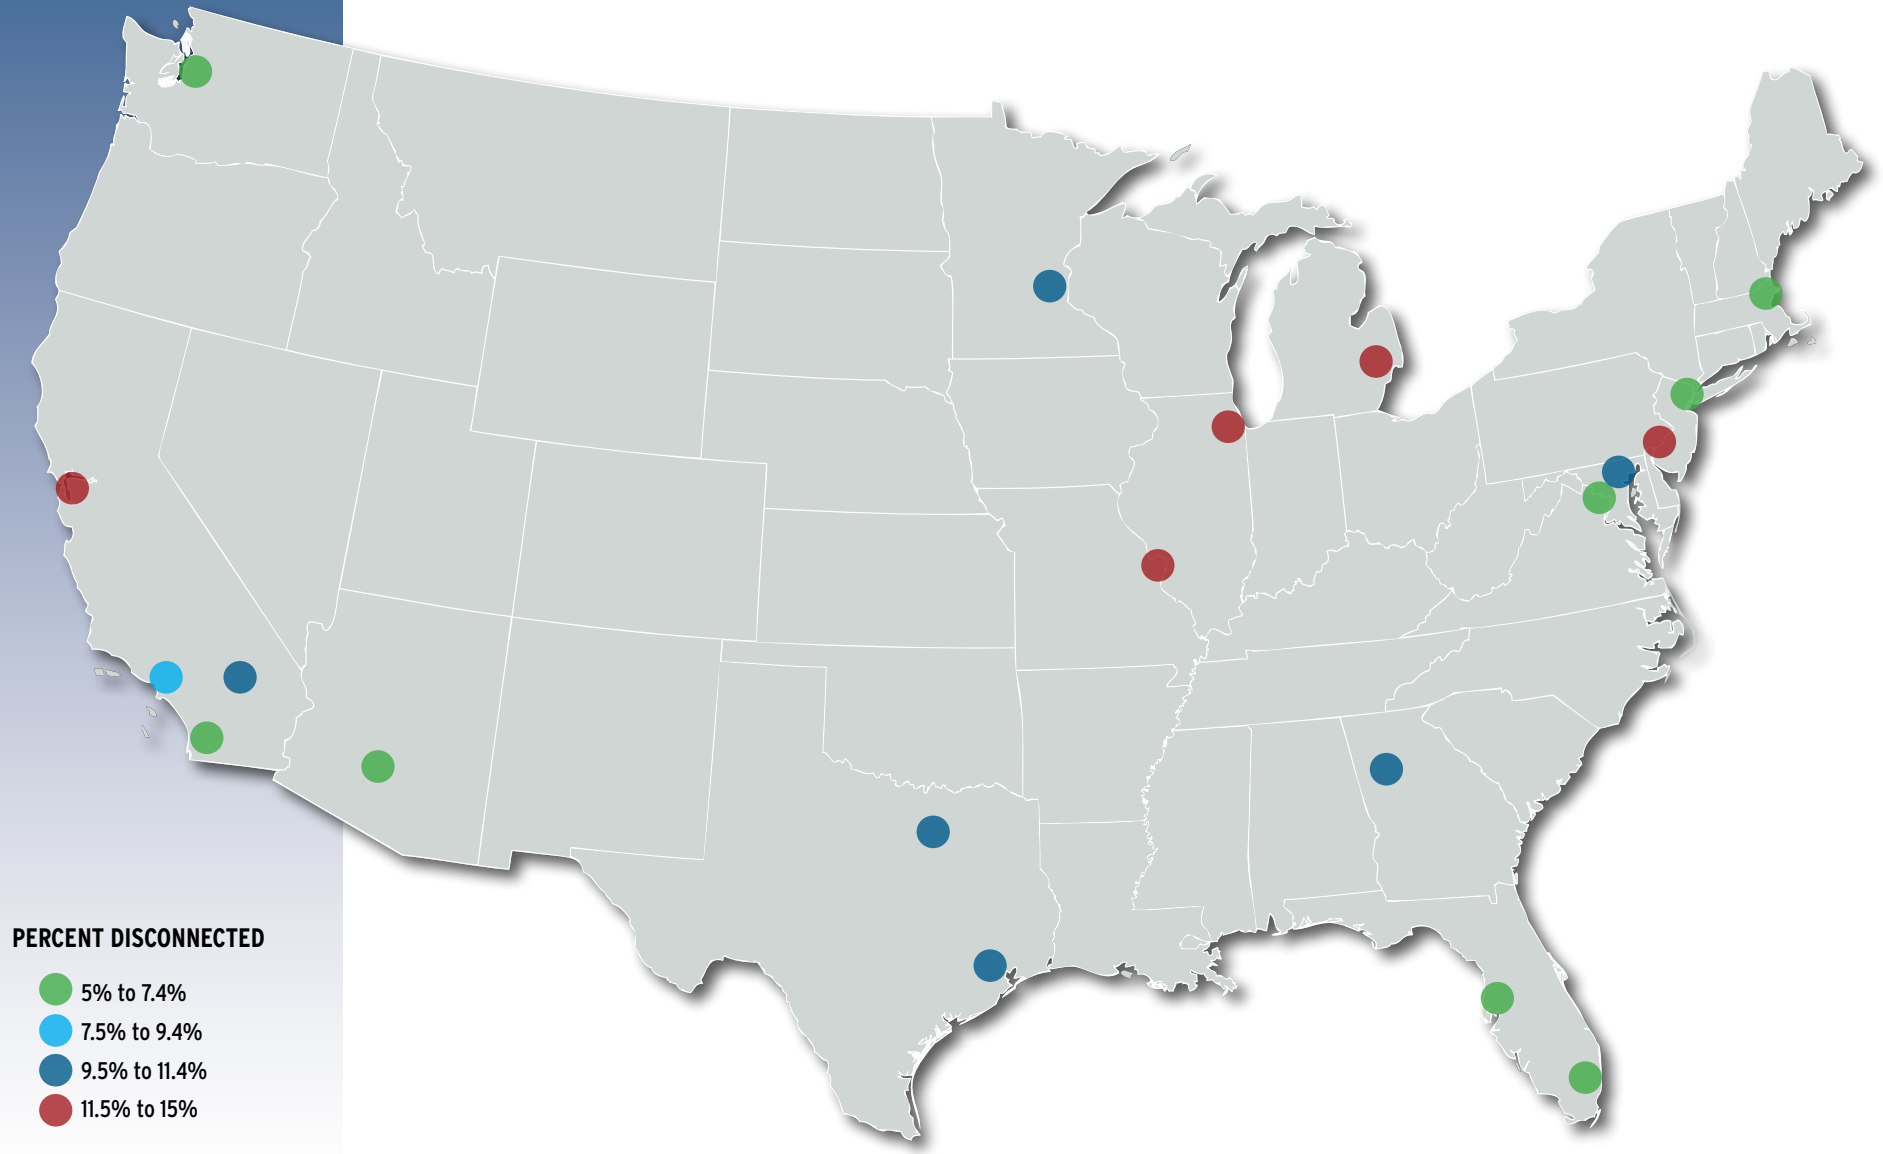 PERCENT DISCONNECTED
5% to 7.4%
7.5% to 9.4%
9.5% to 11.4%
11.5% to 15%